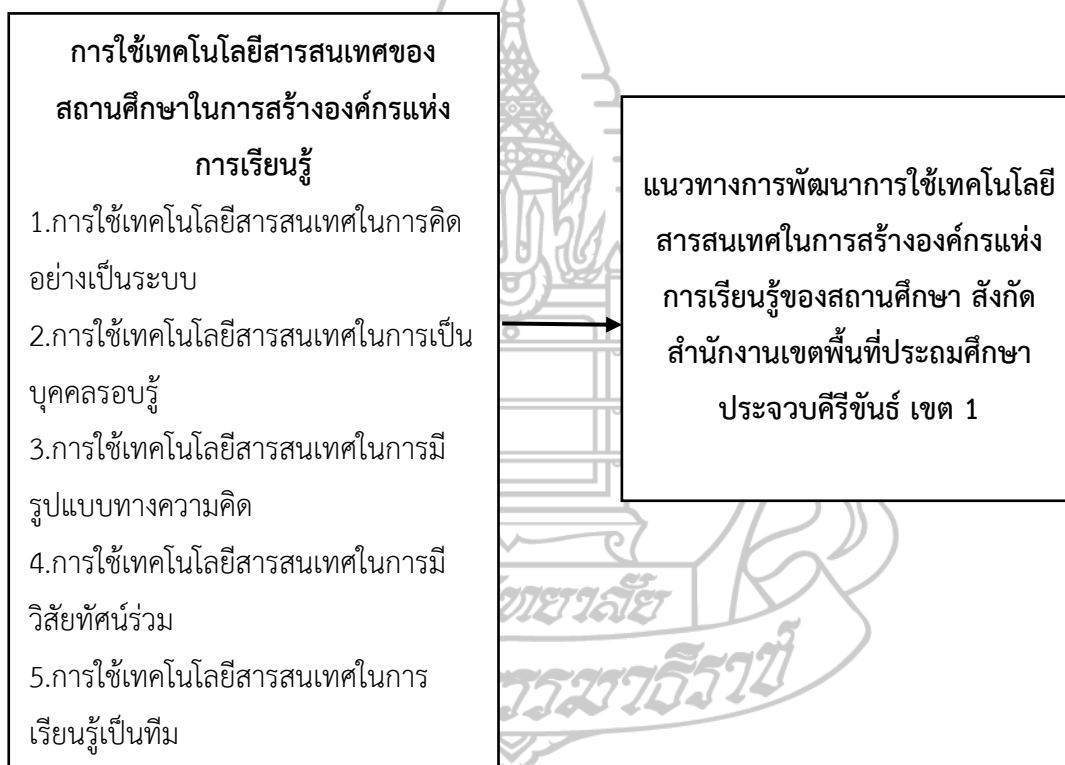 การใช้เทคโนโลยีสารสนเทศของ
สถานศึกษาในการสร้างองค์กรแห่ง
การเรียนรู้
1.การใช้เทคโนโลยีสารสนเทศในการคิด
อย่างเป็นระบบ
2.การใช้เทคโนโลยีสารสนเทศในการเป็น
บุคคลรอบรู้
3.การใช้เทคโนโลยีสารสนเทศในการมี
รูปแบบทางความคิด
4.การใช้เทคโนโลยีสารสนเทศในการมี
วิสัยทัศน์ร่วม
5.การใช้เทคโนโลยีสารสนเทศในการ
เรียนรู้เป็นทีม
แนวทางการพัฒนาการใช้เทคโนโลยี
สารสนเทศในการสร้างองค์กรแห่ง
การเรียนรู้ของสถานศึกษา สังกัด
สำนักงานเขตพื้นที่ประถมศึกษา
ประจวบคีรีขันธ์ เขต 1